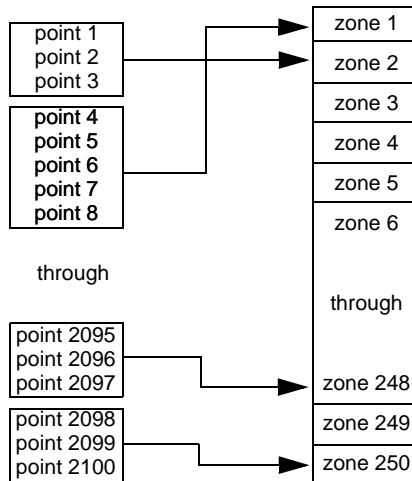 point 1
point 2
point 3
point 4
point 5
point 6
point 7
point 8
through
point 2095
point 2096
point 2097
point 2098
point 2099
point 2100
zone 1
zone 2
zone 3
zone 4
zone 5
zone 6
through
zone 248
zone 249
zone 250